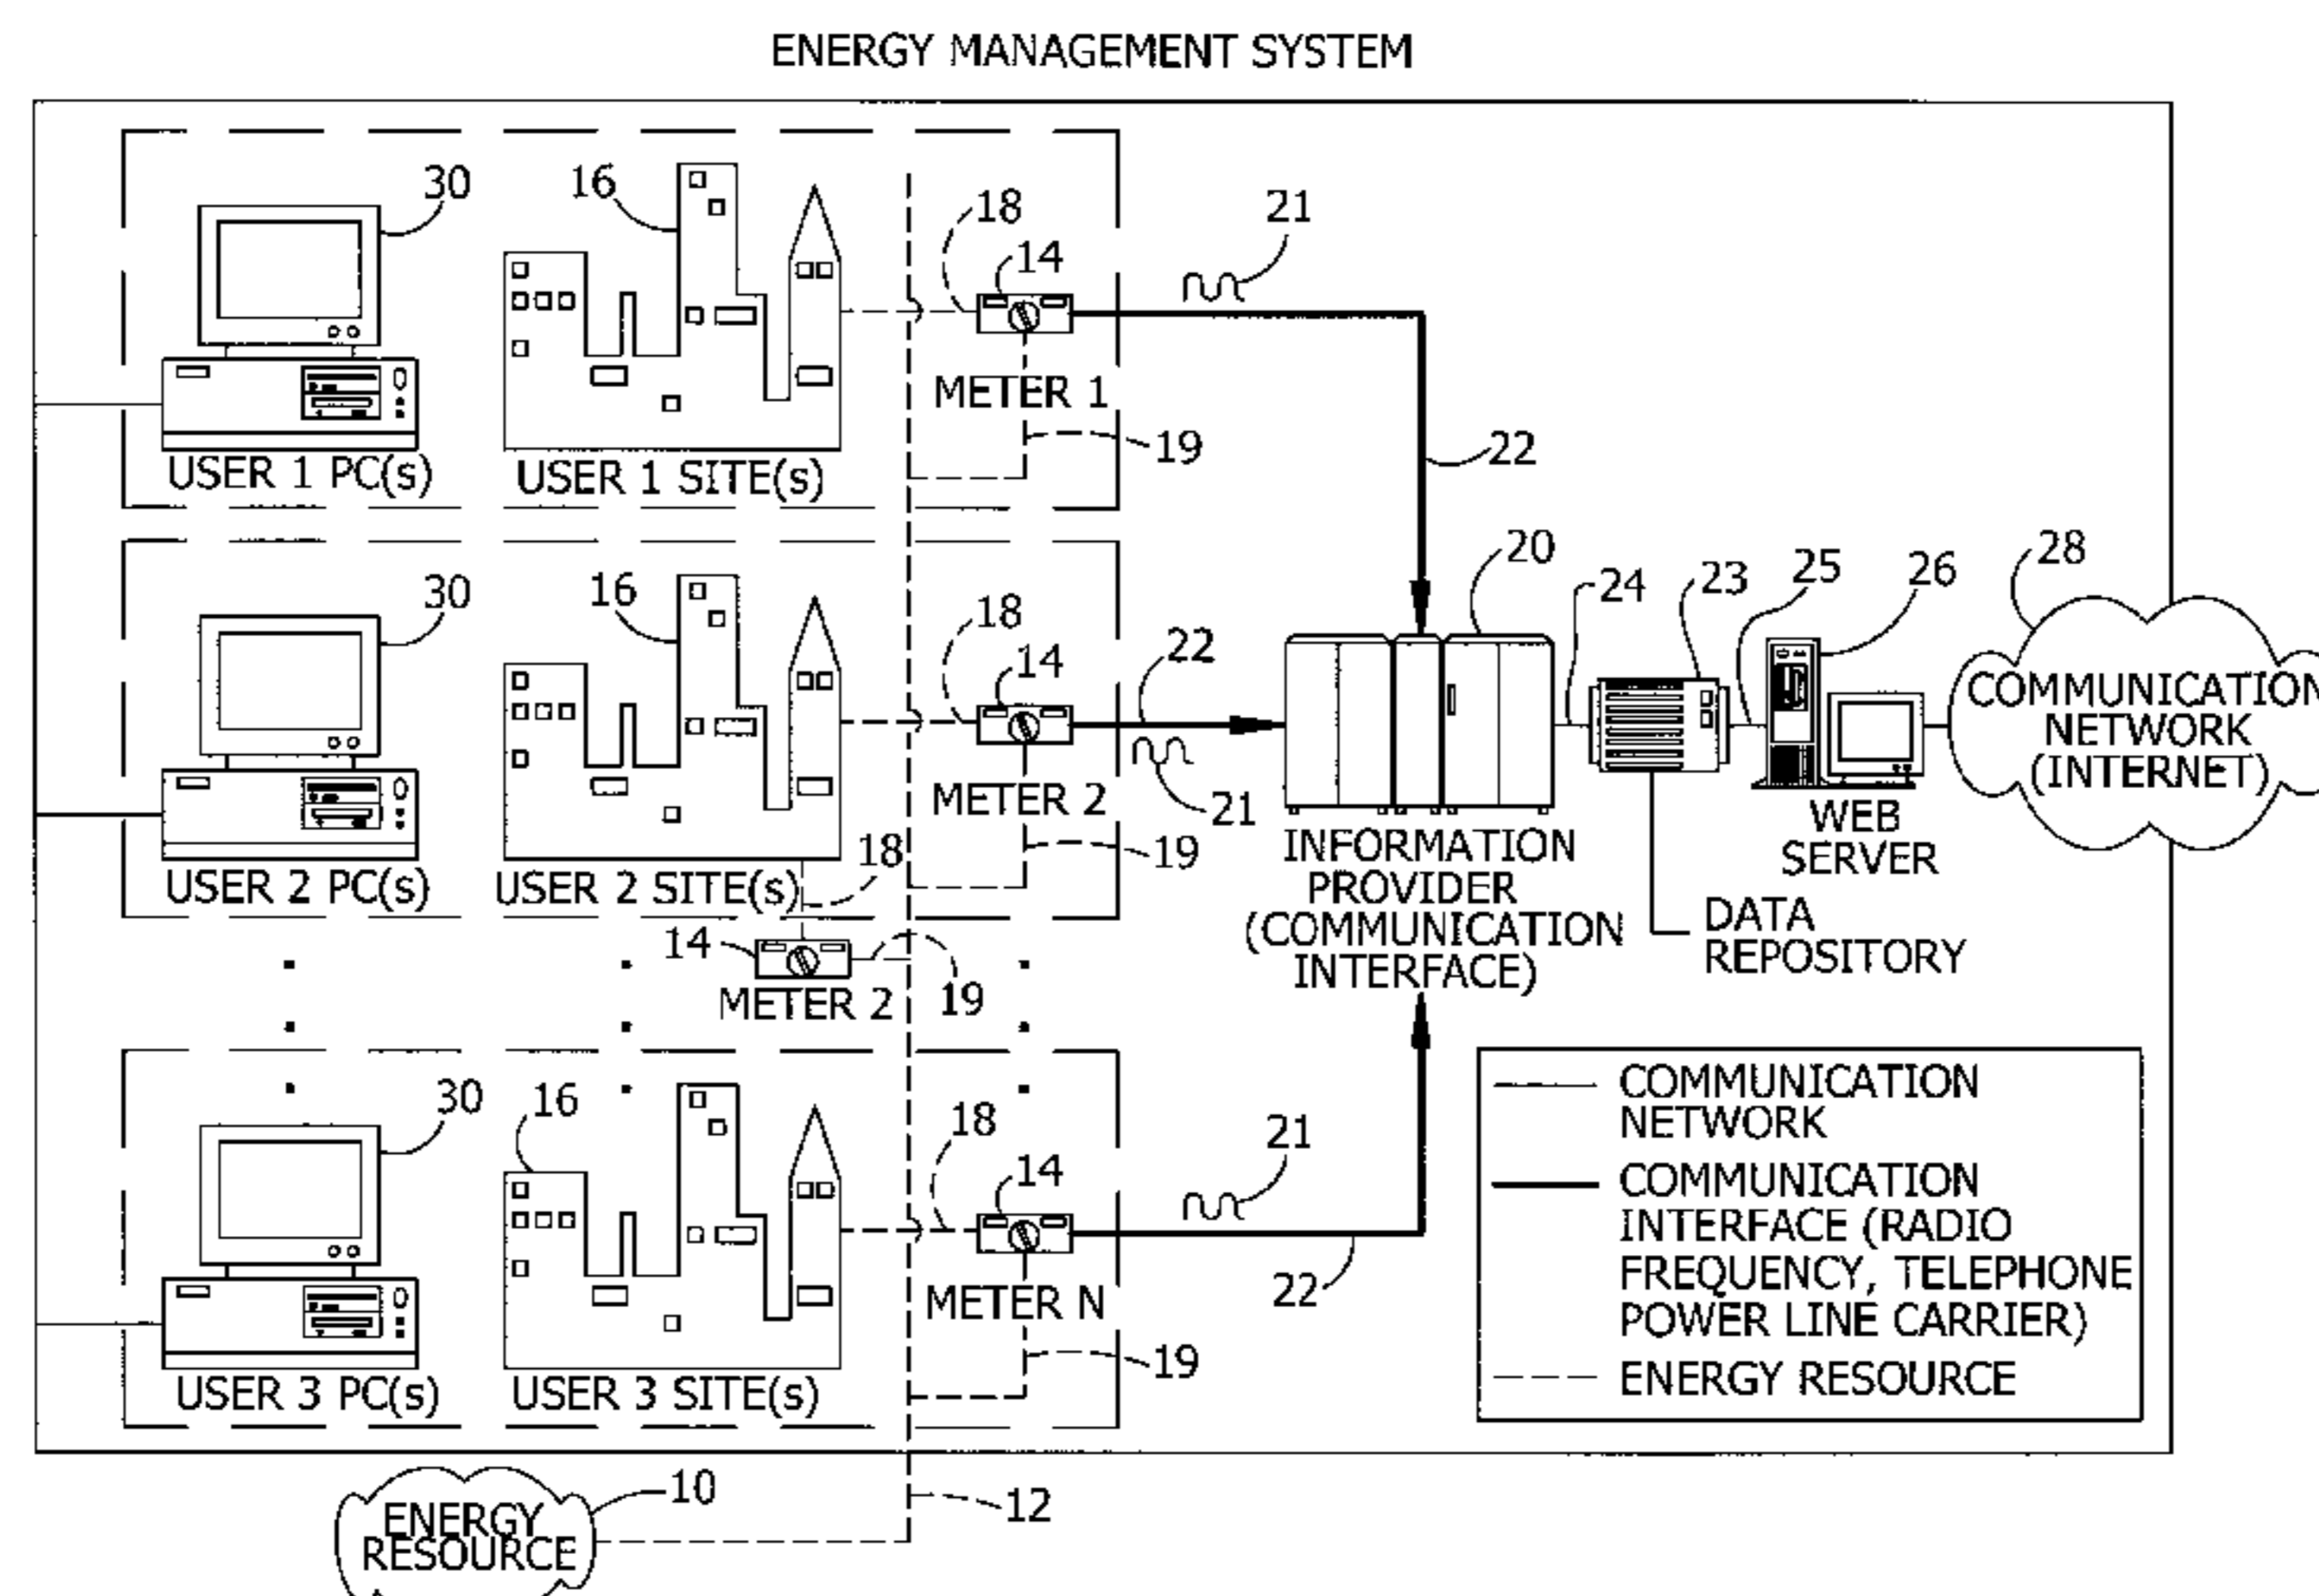 ENERGY MANAGEMENT SYSTEM
30
16
18
14
21
METER 1
19
22
USER 1 PC(s)
USER 1 SITE(s)
30
16
18
14
22
21
METER 2
19
USER 2 PC(s)
USER 2 SITE(s)
18
14
METER 2
19
20
24
23
25
26
28
COMMUNICATION
NETWORK
(INTERNET)
WEB
SERVER
INFORMATION
PROVIDER
(COMMUNICATION
INTERFACE)
DATA
REPOSITORY
30
16
18
14
21
22
METER N
19
USER 3 PC(s)
USER 3 SITE(s)
COMMUNICATION
NETWORK
COMMUNICATION
INTERFACE (RADIO
FREQUENCY, TELEPHONE
POWER LINE CARRIER)
ENERGY RESOURCE
10
ENERGY
RESOURCE
12